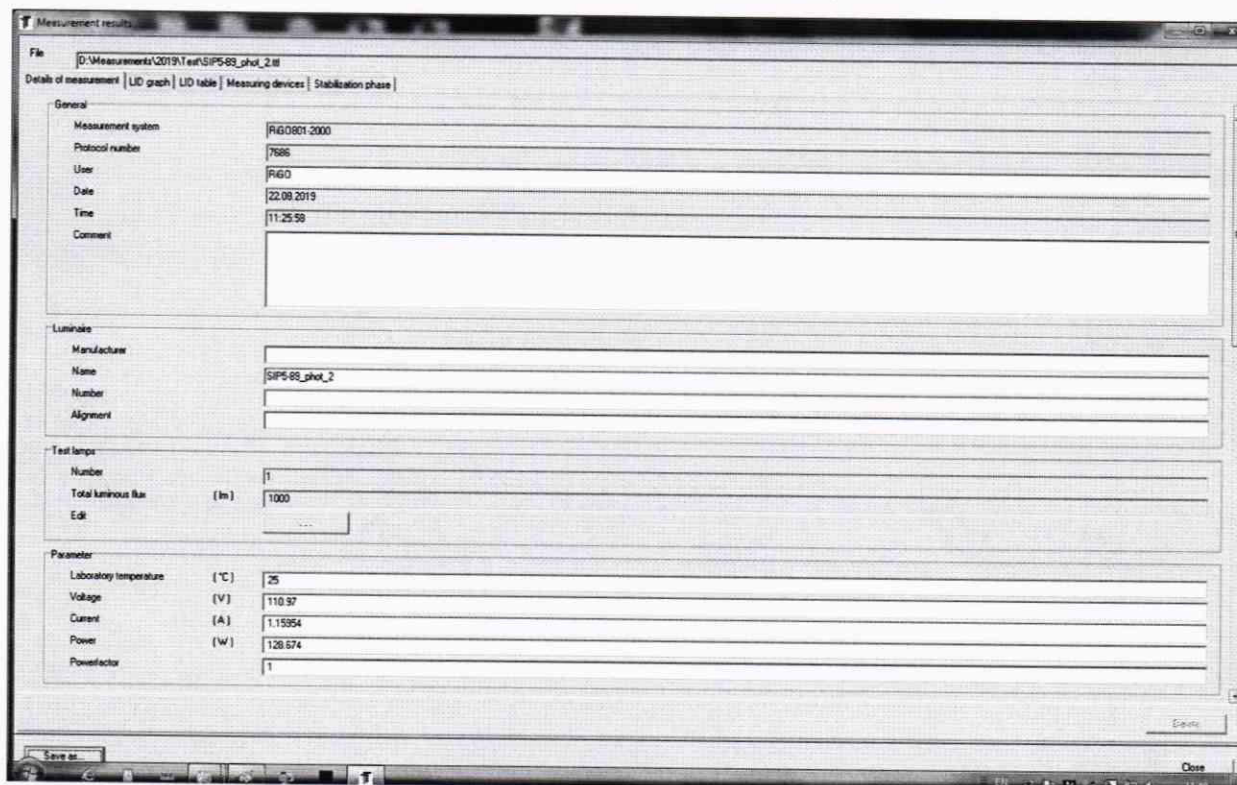 Measurement results
File D:\Measurements\2019\Test\SIP5-89_phot_2.ttl
Details of measurement LID graph LID table Measuring devices Stabilization phase
General
Measurement system RiGO801-2000
Protocol number 7686
User RiGO
Date 22.08.2019
Time 11:25:58
Comment
Luminaire
Manufacturer
Name SIP5-89_phot_2
Number
Alignment
Test lamps
Number 1
Total luminous flux (lm) 1000
Edit ...
Parameter
Laboratory temperature (°C) 25
Voltage (V) 110.97
Current (A) 1.15954
Power (W) 128.674
Powerfactor 1
Save as...
Close
EN